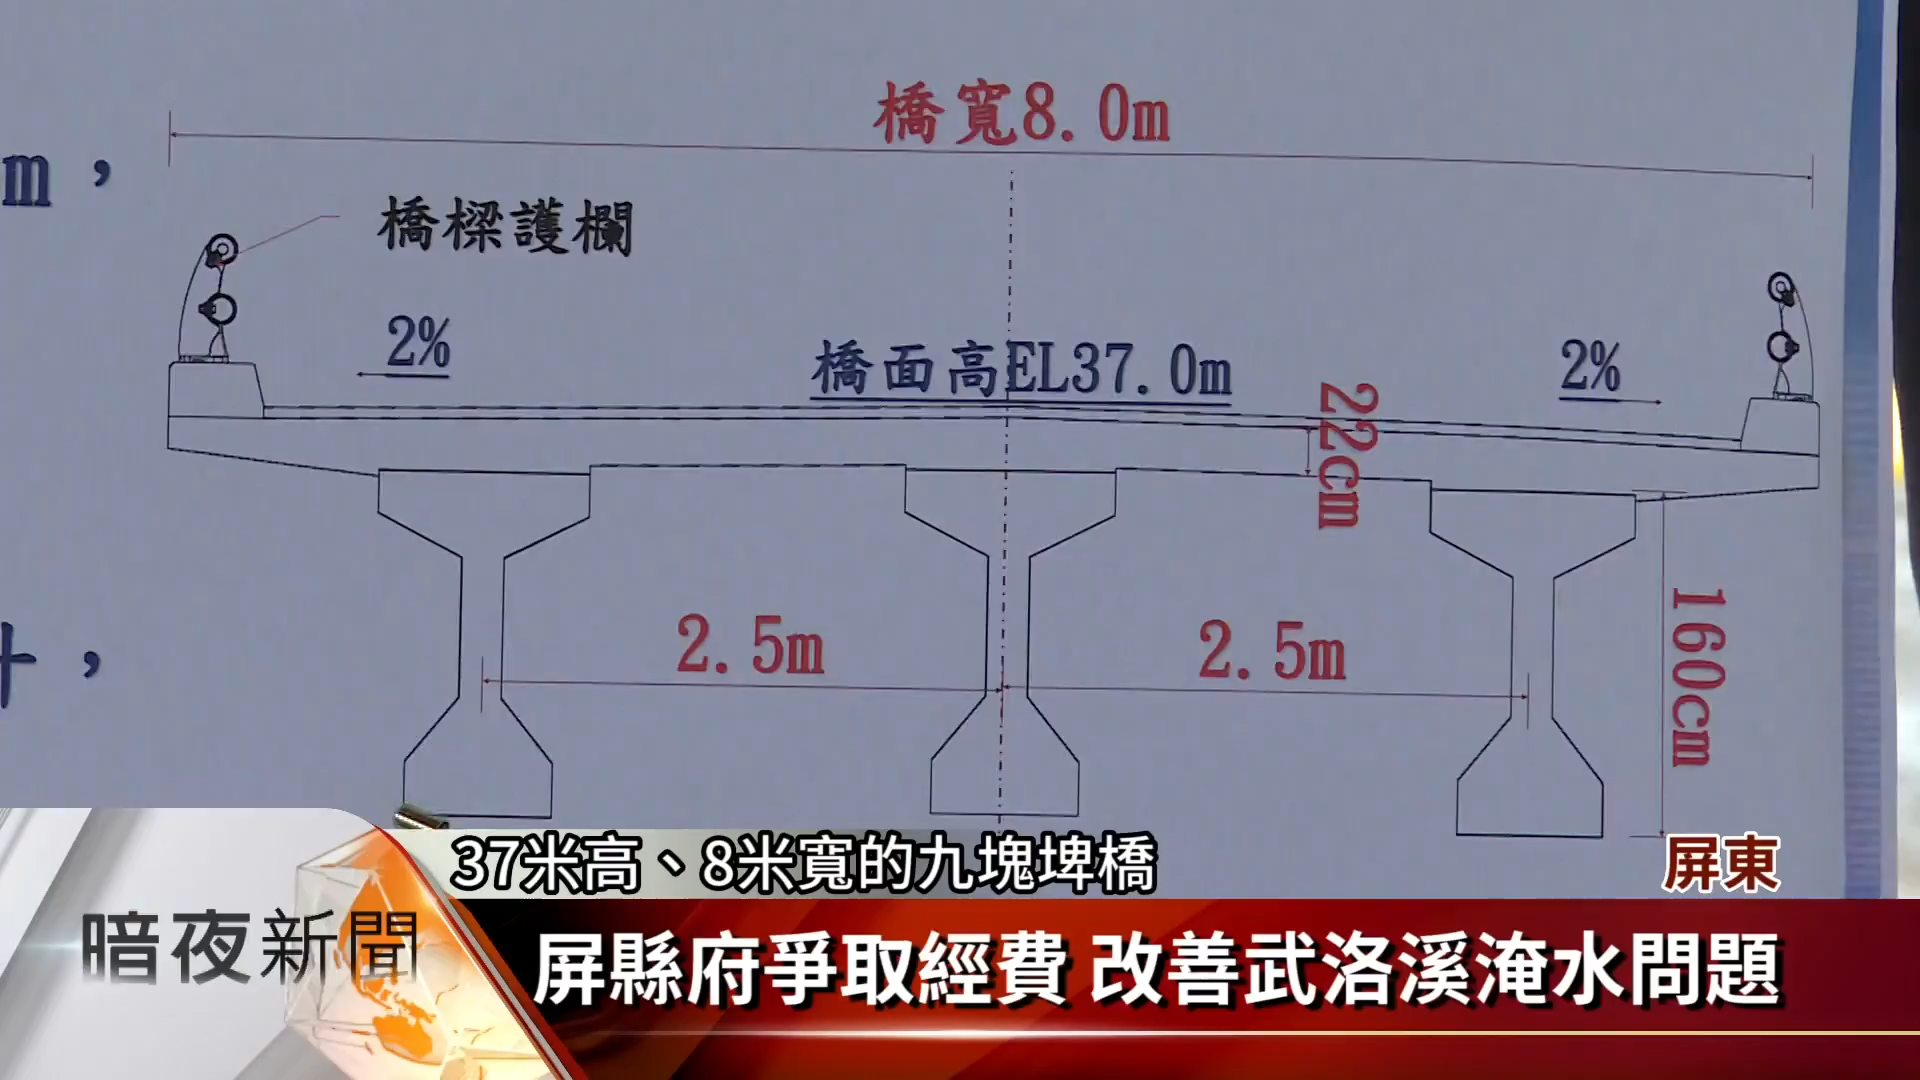 橋寬8.0m
m，
橋樑護欄
2%
橋面高EL37.0m
2%
22cm
2.5m
2.5m
160cm
，
37米高、8米寬的九塊埤橋
屏東
暗夜新聞
屏縣府爭取經費 改善武洛溪淹水問題